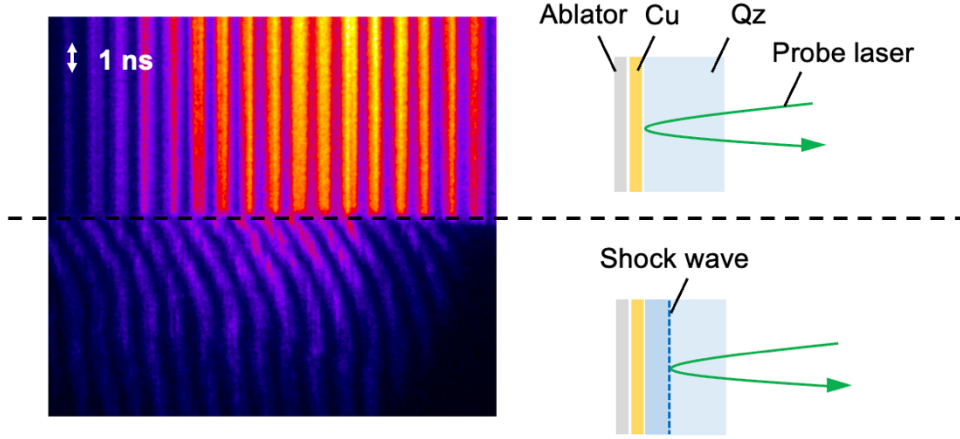 1 ns
Ablator
Cu
Qz
Probe laser
Shock wave